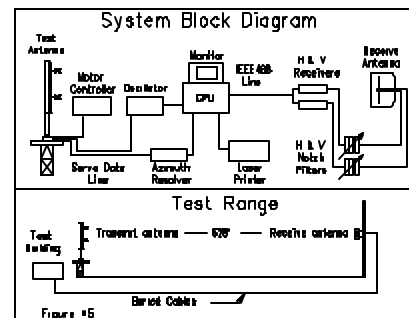 System Block Diagram
Test
Antenna
Monitor
Motor
Controller
Oscillator
CPU
IEEE 488
Line
H & V
Receivers
Receive
Antenna
Servo Data
Line
Azimuth
Resolver
Laser
Printer
H & V
Notch
Filters
Test Range
Test
Building
Transmit antenna
Receive antenna
Buried Cables
Figure #5